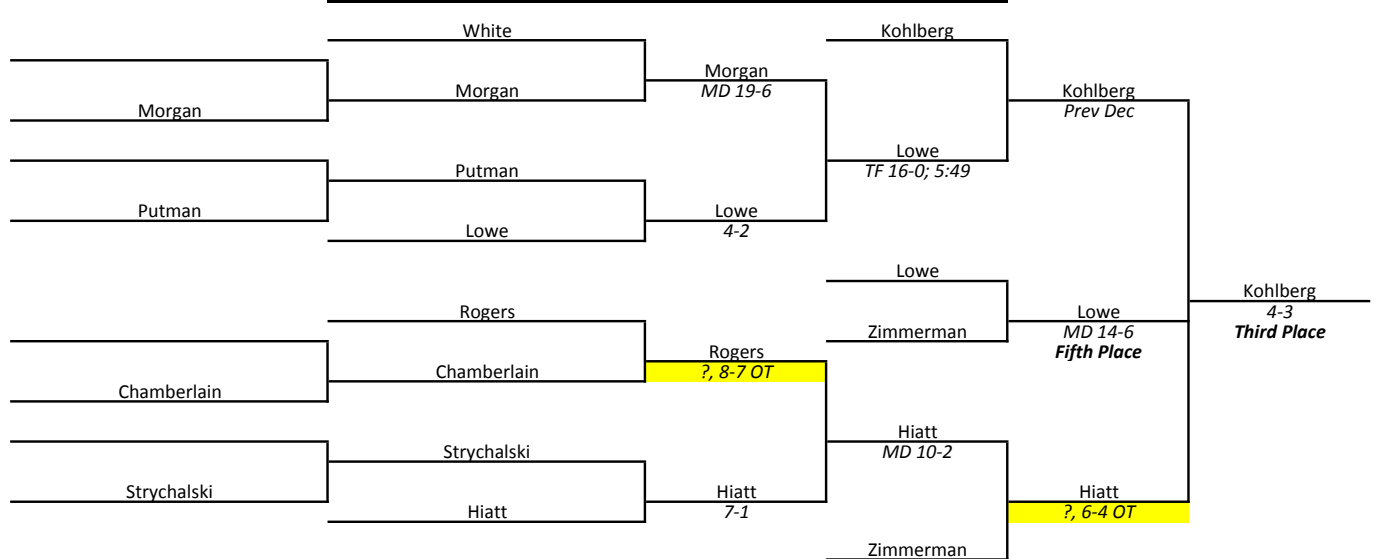 White
Kohlberg
Morgan
MD 19-6
Morgan
Kohlberg
Prev Dec
Morgan
Lowe
TF 16-0; 5:49
Putman
Putman
Lowe
4-2
Lowe
Lowe
Kohlberg
4-3
Third Place
Rogers
Lowe
MD 14-6
Fifth Place
Zimmerman
Rogers
?, 8-7 OT
Chamberlain
Chamberlain
Hiatt
MD 10-2
Strychalski
Strychalski
Hiatt
7-1
Hiatt
?, 6-4 OT
Hiatt
Zimmerman